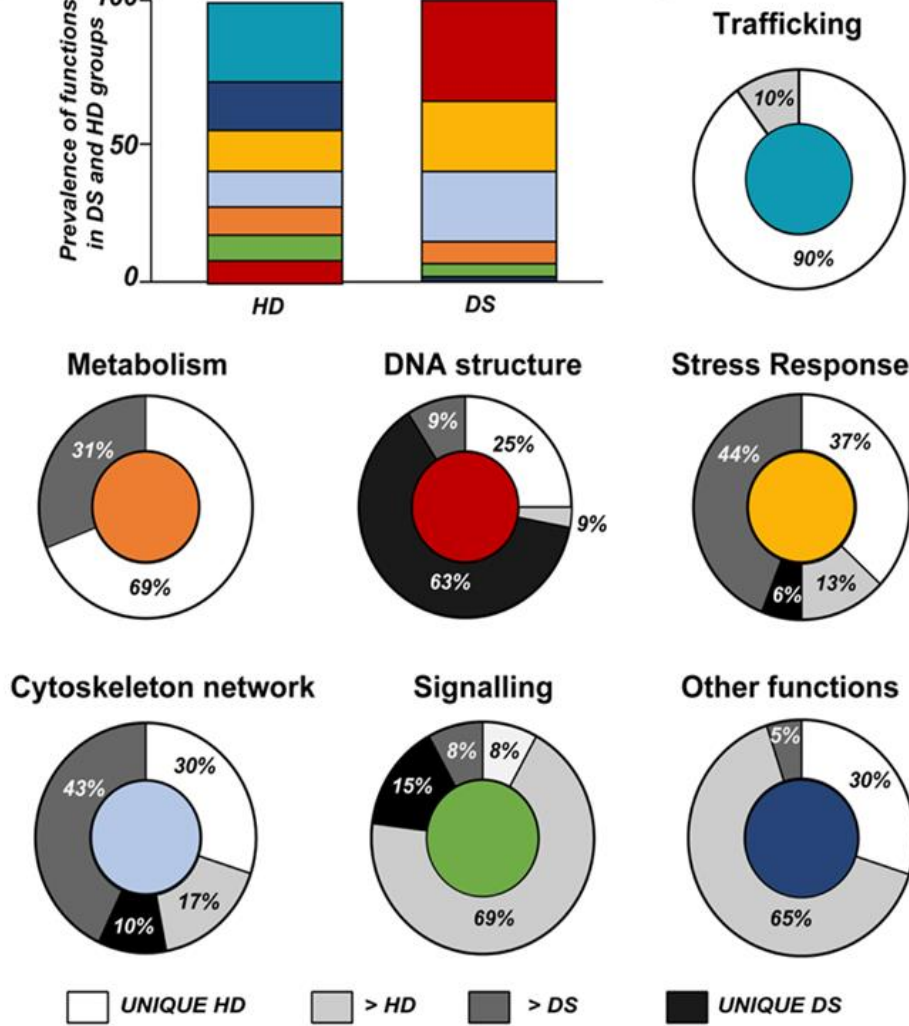 100
Prevalence of functions
in DS and HD groups
50
0
HD
DS
Trafficking
10%
90%
Metabolism
31%
69%
DNA structure
9%
25%
9%
63%
Stress Response
44%
37%
6%
13%
Cytoskeleton network
43%
30%
10%
17%
Signalling
8%
8%
15%
69%
Other functions
5%
30%
65%
UNIQUE HD
> HD
> DS
UNIQUE DS